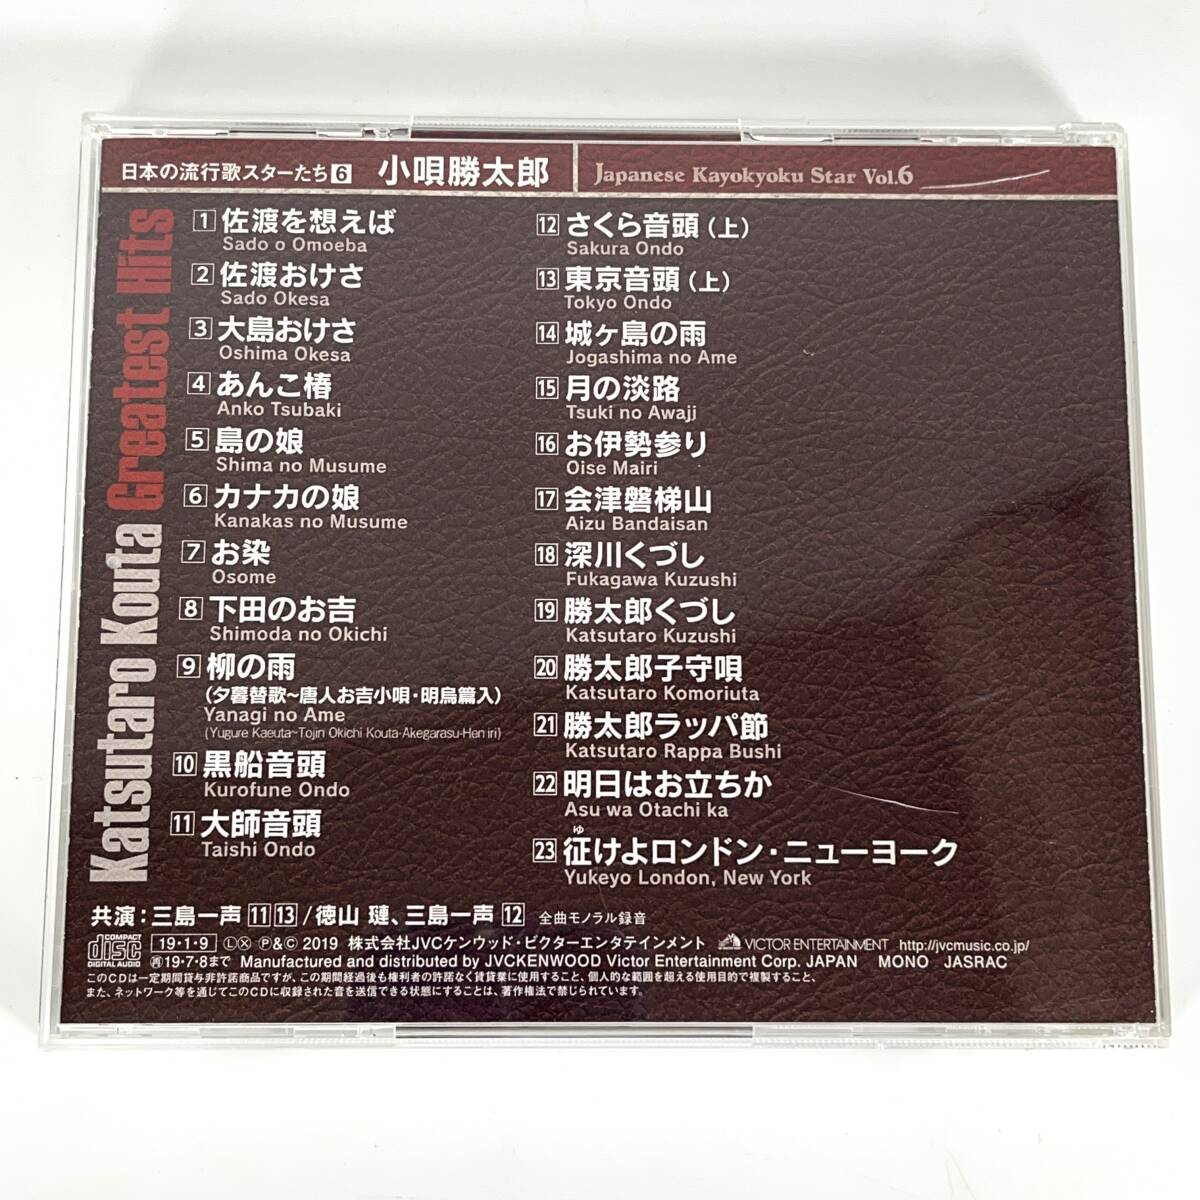 日本の流行歌スターたち6 小唄勝太郎 Japanese Kayokyoku Star Vol.6
Katsutaro Kouta Greatest Hits
1 佐渡を想えば
Sado o Omoeba
2 佐渡おけさ
Sado Okesa
3 大島おけさ
Oshima Okesa
4 あんこ椿
Anko Tsubaki
5 島の娘
Shima no Musume
6 カナカの娘
Kanakas no Musume
7 お染
Osome
8 下田のお吉
Shimoda no Okichi
9 柳の雨
(夕暮替歌~唐人お吉小唄・明烏篇入)
Yanagi no Ame
(Yugure Kaeuta~Tojin Okichi Kouta-Akegarasu-Hen iri)
10 黒船音頭
Kurofune Ondo
11 大師音頭
Taishi Ondo
12 さくら音頭(上)
Sakura Ondo
13 東京音頭(上)
Tokyo Ondo
14 城ヶ島の雨
Jogashima no Ame
15 月の淡路
Tsuki no Awaji
16 お伊勢参り
Oise Mairi
17 会津磐梯山
Aizu Bandaisan
18 深川くづし
Fukagawa Kuzushi
19 勝太郎くづし
Katsutaro Kuzushi
20 勝太郎子守唄
Katsutaro Komoriuta
21 勝太郎ラッパ節
Katsutaro Rappa Bushi
22 明日はお立ちか
Asu wa Otachi ka
ゆ
23 征けよロンドン・ニューヨーク
Yukeyo London, New York
共演:三島一声 11 13/徳山 璉、三島一声 12 全曲モノラル録音
COMPACT disc DIGITAL AUDIO 19・1・9 Ⓛ Ⓧ Ⓟ&© 2019 株式会社JVCケンウッド・ビクターエンタテインメント VICTOR ENTERTAINMENT http://jvcmusic.co.jp/
再19・7・8まで Manufactured and distributed by JVCKENWOOD Victor Entertainment Corp. JAPAN MONO JASRAC
このCDは一定期間貸与非許諾商品ですが、この期間経過後も権利者の許諾なく賃貸業に使用すること、個人的な範囲を超える使用目的で複製すること、
また、ネットワーク等を通じてこのCDに収録された音を送信できる状態にすることは、著作権法で禁じられています。